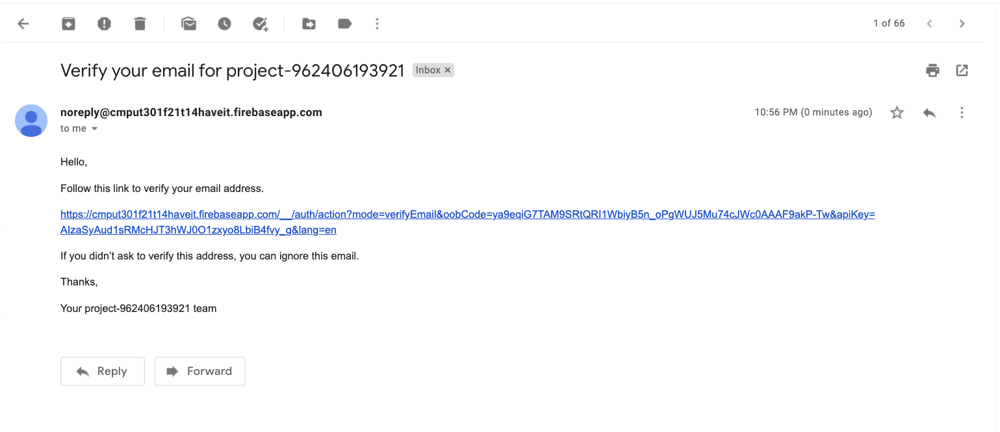 1 of 66
Verify your email for project-962406193921 Inbox ×
noreply@cmput301f21t14haveit.firebaseapp.com 10:56 PM (0 minutes ago)
to me
Hello,
Follow this link to verify your email address.
https://cmput301f21t14haveit.firebaseapp.com/__/auth/action?mode=verifyEmail&oobCode=ya9eqiG7TAM9SRtQRI1WbiyB5n_oPgWUJ5Mu74cJWc0AAAF9akP-Tw&apiKey=
AIzaSyAud1sRMcHJT3hWJ0O1zxyo8LbiB4fvy_g&lang=en
If you didn’t ask to verify this address, you can ignore this email.
Thanks,
Your project-962406193921 team
Reply Forward